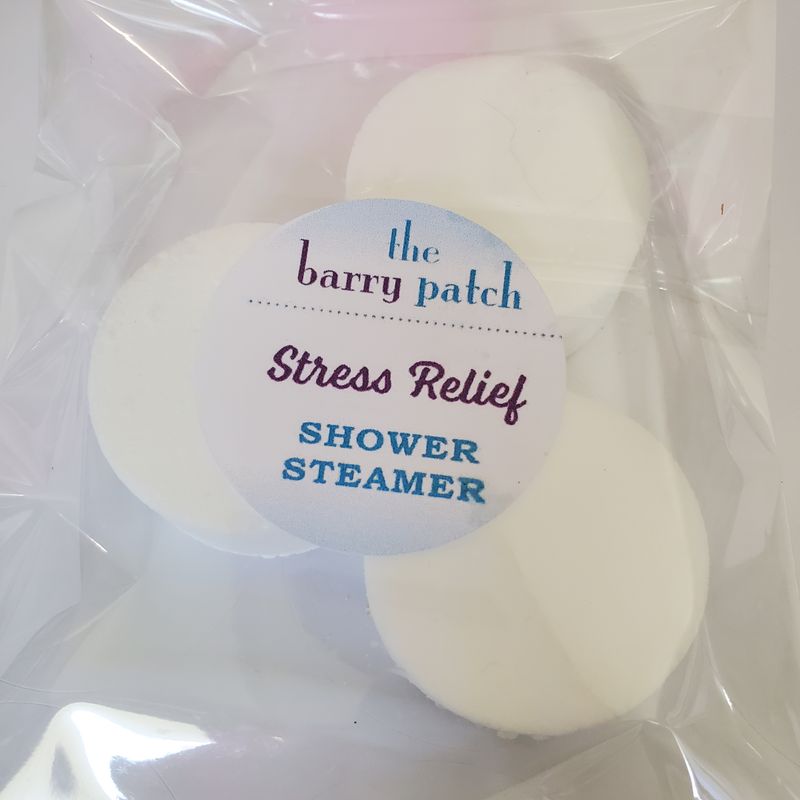 the
barry patch
Stress Relief
SHOWER
STEAMER